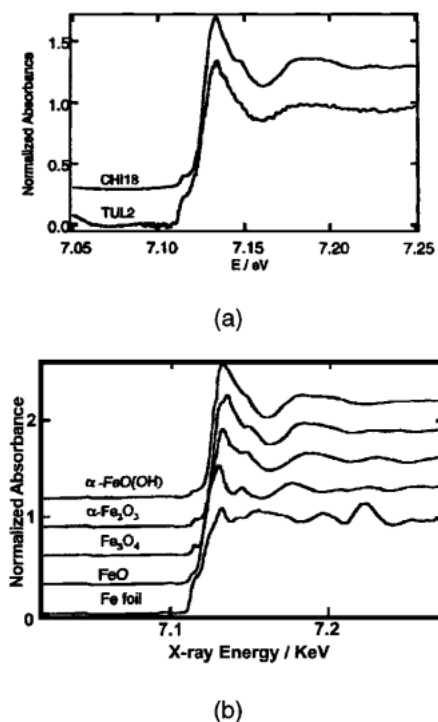 Normalized Absorbance
1.5
1.0
0.5
0.0
CHI18
TUL2
7.05
7.10
7.15
7.20
7.25
E / eV
(a)
Normalized Absorbance
2
1
0
α -FeO(OH)
α-Fe₂O₃
Fe₃O₄
FeO
Fe foil
7.1
7.2
X-ray Energy / KeV
(b)